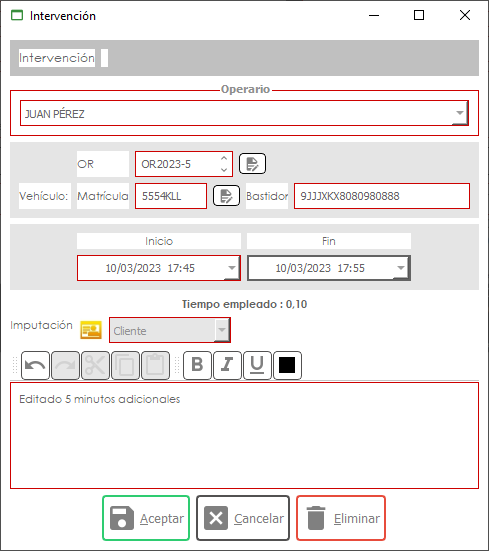 Intervención
Intervención
Operario
JUAN PÉREZ
OR OR2023-5
Vehículo: Matrícula 5554KLL Bastidor 9JJJXKX8080980888
Inicio Fin
10/03/2023 17:45 10/03/2023 17:55
Tiempo empleado : 0,10
Imputación Cliente
B I U
Editado 5 minutos adicionales
Aceptar Cancelar Eliminar